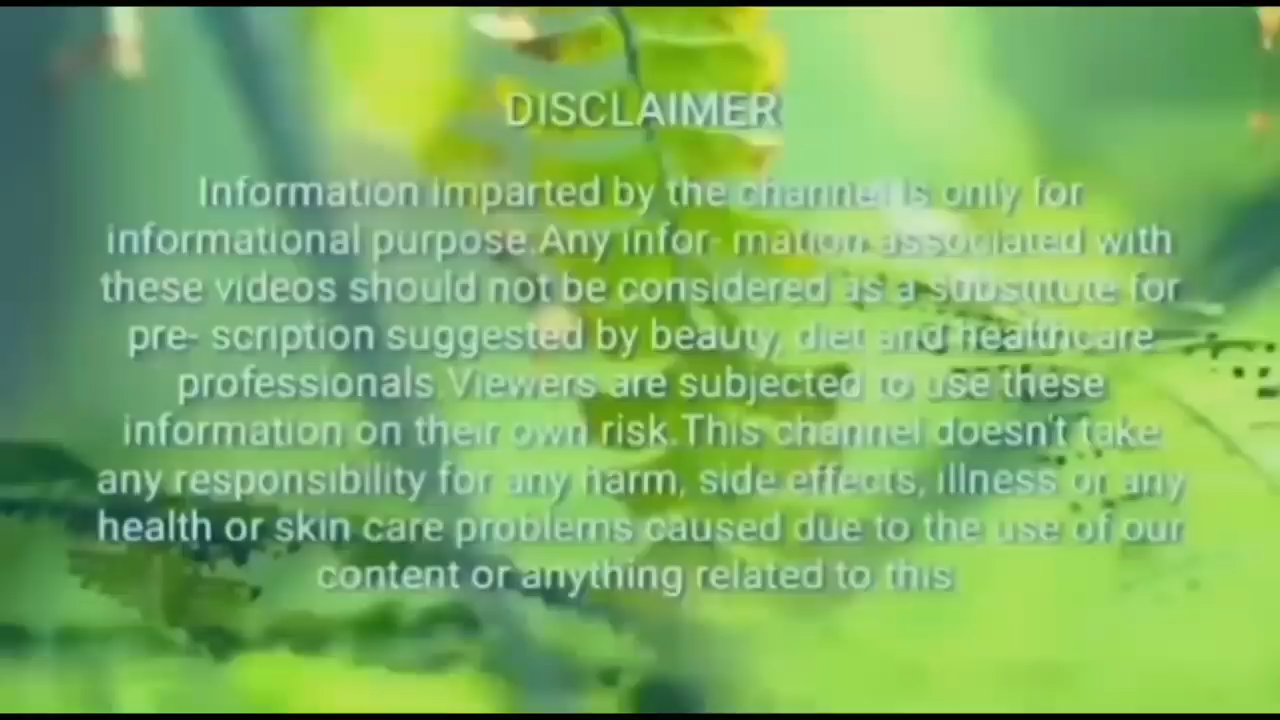 DISCLAIMER
Information imparted by the channel is only for
informational purpose.Any infor- mation associated with
these videos should not be considered as a substitute for
pre- scription suggested by beauty, diet and healthcare
professionals.Viewers are subjected to use these
information on their own risk.This channel doesn't take
any responsibility for any harm, side effects, illness or any
health or skin care problems caused due to the use of our
content or anything related to this